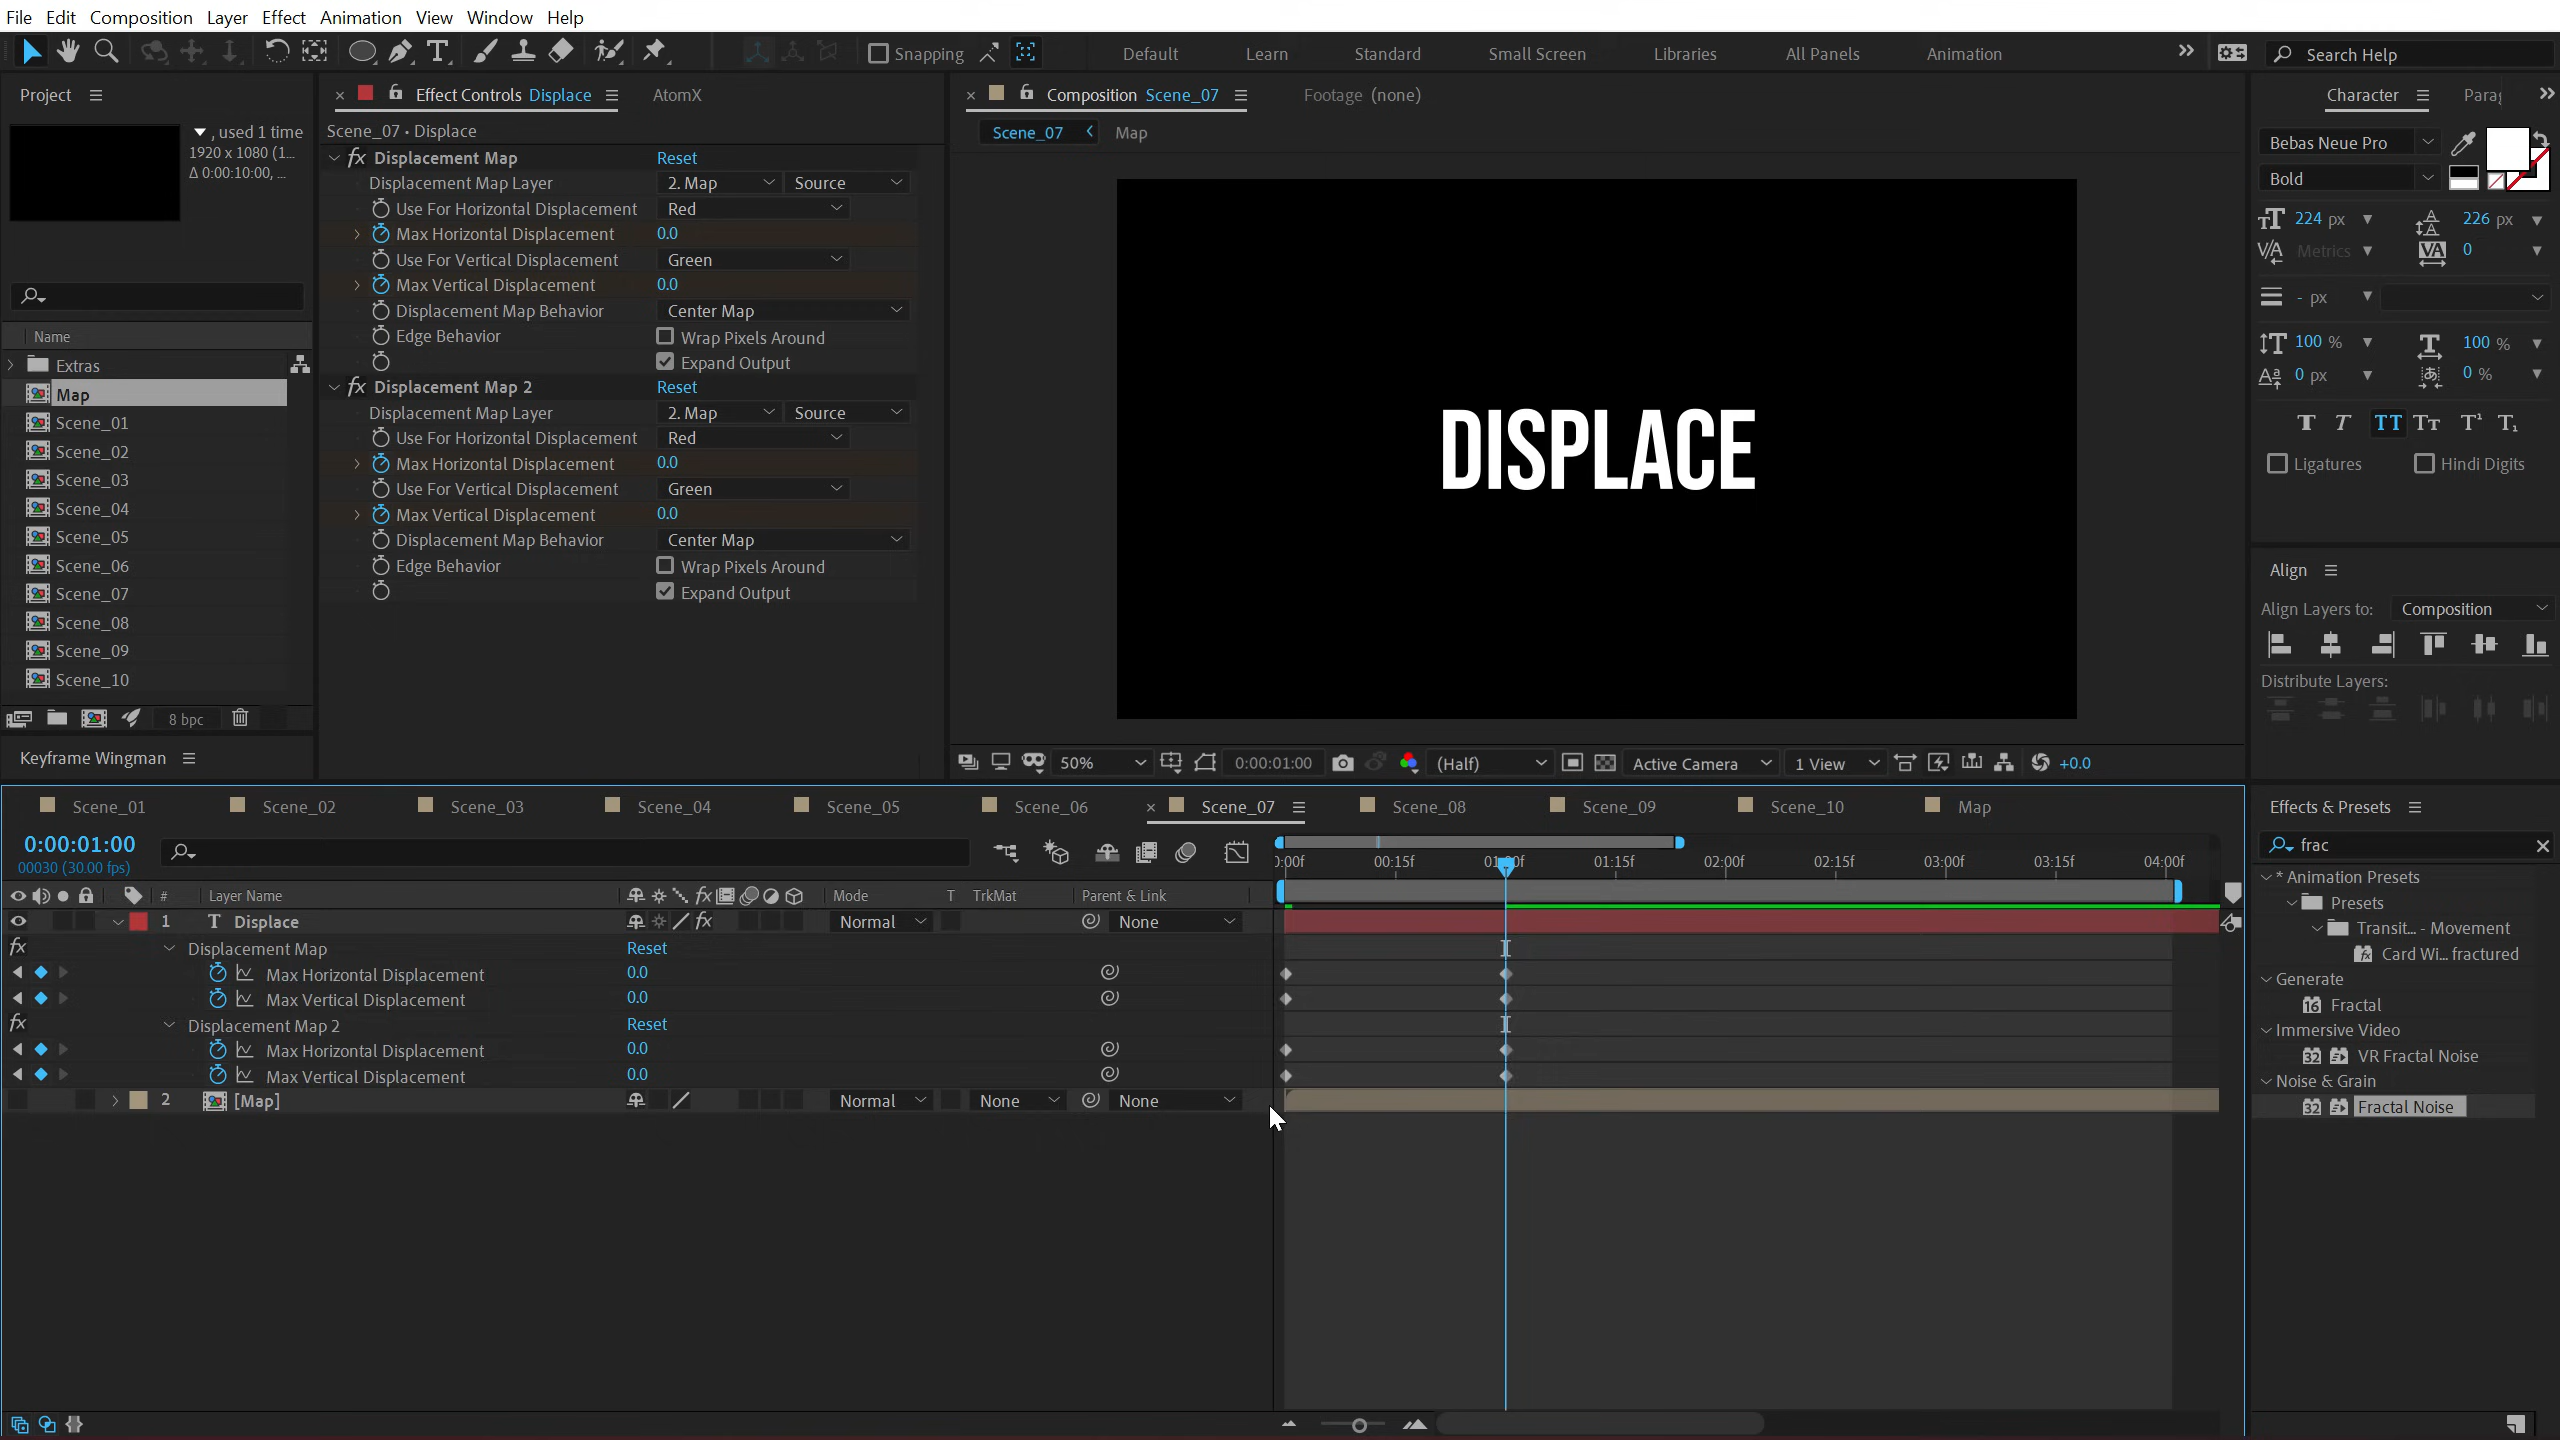 File Edit Composition Layer Effect Animation View Window Help
Snapping Default Learn Standard Small Screen Libraries All Panels Animation Search Help
Project
, used 1 time
1920 x 1080 (1...
Δ 0:00:10:00, ...
Name
Extras
Map
Scene_01
Scene_02
Scene_03
Scene_04
Scene_05
Scene_06
Scene_07
Scene_08
Scene_09
Scene_10
8 bpc
Keyframe Wingman
Effect Controls Displace AtomX
Scene_07 • Displace
fx Displacement Map Reset
Displacement Map Layer 2. Map Source
Use For Horizontal Displacement Red
Max Horizontal Displacement 0.0
Use For Vertical Displacement Green
Max Vertical Displacement 0.0
Displacement Map Behavior Center Map
Edge Behavior Wrap Pixels Around
Expand Output
fx Displacement Map 2 Reset
Displacement Map Layer 2. Map Source
Use For Horizontal Displacement Red
Max Horizontal Displacement 0.0
Use For Vertical Displacement Green
Max Vertical Displacement 0.0
Displacement Map Behavior Center Map
Edge Behavior Wrap Pixels Around
Expand Output
Composition Scene_07 Footage (none)
Scene_07 Map
DISPLACE
50% 0:00:01:00 (Half) Active Camera 1 View +0.0
Character
Bebas Neue Pro
Bold
224 px 226 px
Metrics 0
- px
100 % 100 %
0 px 0 %
Ligatures Hindi Digits
Align
Align Layers to: Composition
Distribute Layers:
Scene_01 Scene_02 Scene_03 Scene_04 Scene_05 Scene_06 Scene_07 Scene_08 Scene_09 Scene_10 Map
0:00:01:00
00030 (30.00 fps)
00:15f 01:00f 01:15f 02:00f 02:15f 03:00f 03:15f 04:00f
# Layer Name Mode T TrkMat Parent & Link
1 T Displace fx Normal None
fx Displacement Map Reset
Max Horizontal Displacement 0.0
Max Vertical Displacement 0.0
fx Displacement Map 2 Reset
Max Horizontal Displacement 0.0
Max Vertical Displacement 0.0
2 [Map] Normal None None
Effects & Presets
frac
* Animation Presets
Presets
Transit... - Movement
Card Wi... fractured
Generate
16 Fractal
Immersive Video
32 VR Fractal Noise
Noise & Grain
32 Fractal Noise